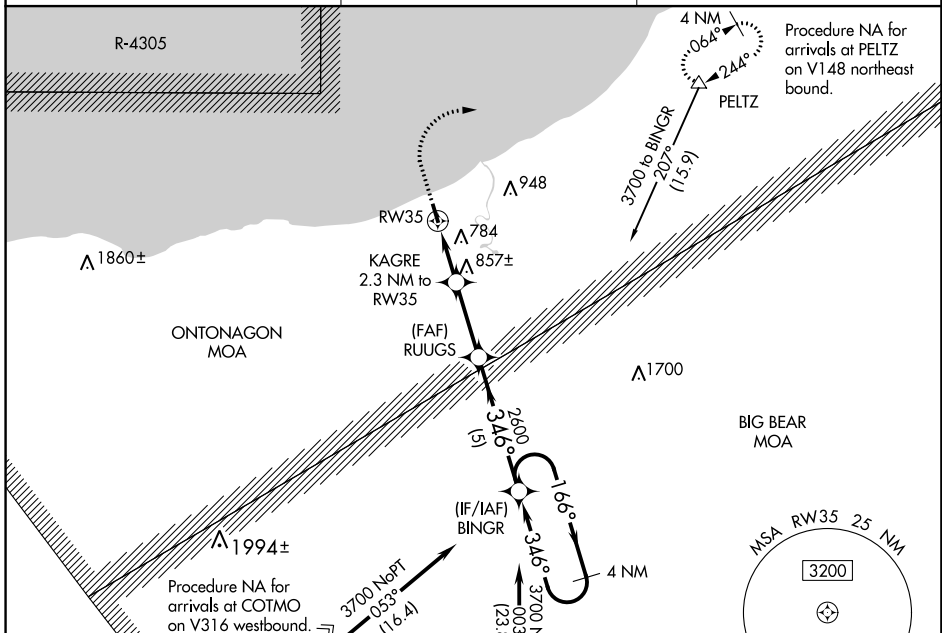 R-4305
4 NM
064°
244°
PELTZ
Procedure NA for
arrivals at PELTZ
on V148 northeast
bound.
3700 to BINGR
207°
(15.9)
948
RW35
784
1860±
KAGRE
2.3 NM to
RW35
857±
ONTONAGON
MOA
(FAF)
RUUGS
1700
2600
346°
(5)
BIG BEAR
MOA
(IF/IAF)
BINGR
166°
346°
4 NM
1994±
MSA RW35 25 NM
3200
Procedure NA for
arrivals at COTMO
on V316 westbound.
3700 NoPT
053°
(16.4)
3700
003